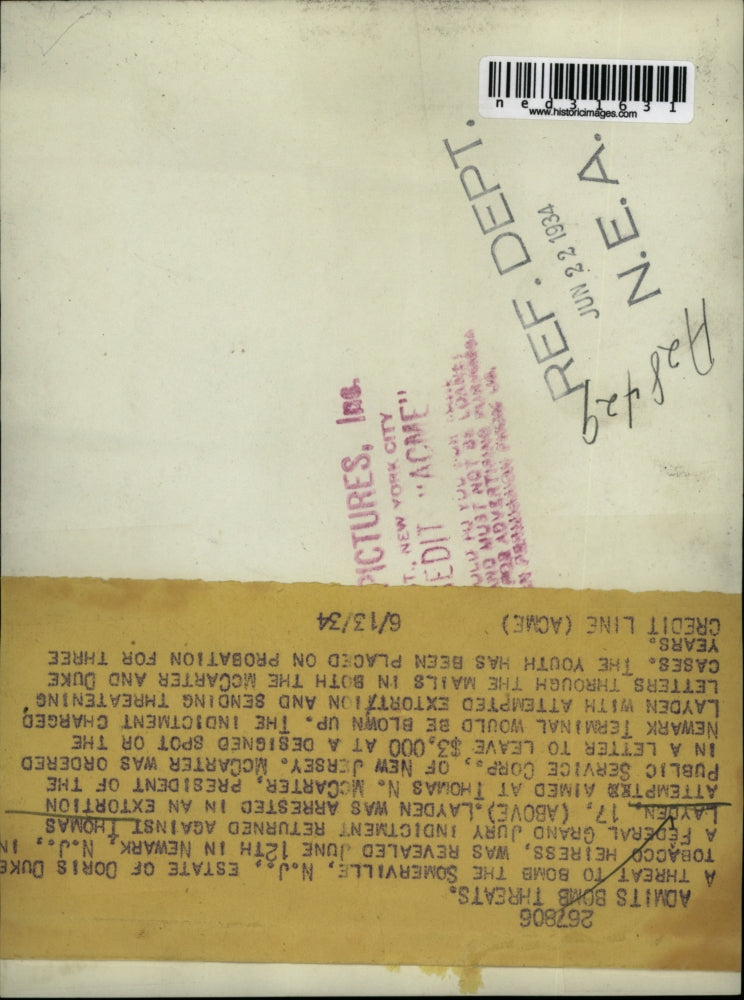 ned31631
www.historicimages.com
REF. DEPT.
JUN 22 1934
N.E.A.
A28429
PICTURES, Inc.
T., NEW YORK CITY
EDIT "ACME"
MUST NOT BE
267806
ADMITS BOMB THREATS.
A THREAT TO BOMB THE SOMERVILLE, N.J., ESTATE OF DORIS DUKE
TOBACCO HEIRESS, WAS REVEALED JUNE 12TH IN NEWARK, N.J., IN
A FEDERAL GRAND JURY INDICTMENT RETURNED AGAINST THOMAS
LAYDEN, 17, (ABOVE). LAYDEN WAS ARRESTED IN AN EXTORTION
ATTEMPT AIMED AT THOMAS N. MCCARTER, PRESIDENT OF THE
PUBLIC SERVICE CORP., OF NEW JERSEY. MCCARTER WAS ORDERED
IN A LETTER TO LEAVE $3,000 AT A DESIGNED SPOT OR THE
NEWARK TERMINAL WOULD BE BLOWN UP. THE INDICTMENT CHARGED
LAYDEN WITH ATTEMPTED EXTORTION AND SENDING THREATENING
LETTERS THROUGH THE MAILS IN BOTH THE MCCARTER AND DUKE
CASES. THE YOUTH HAS BEEN PLACED ON PROBATION FOR THREE
YEARS.
CREDIT LINE (ACME) 6/13/34